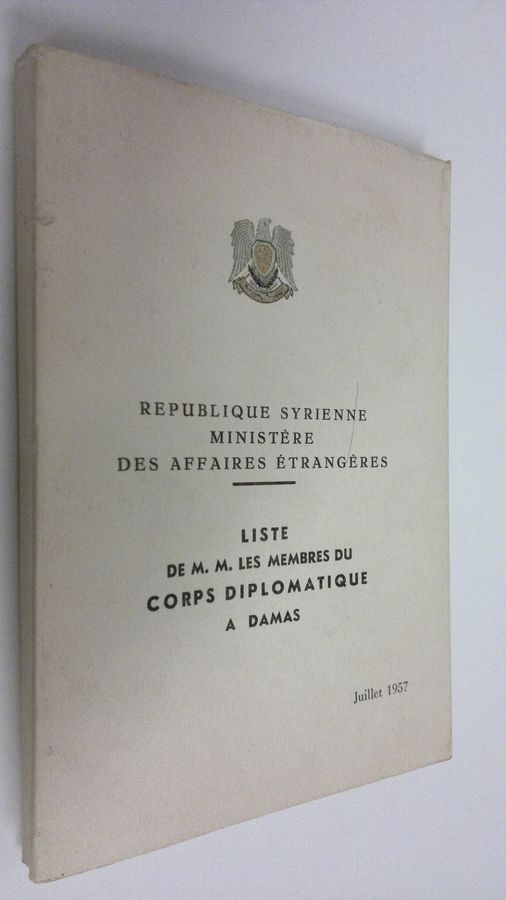 REPUBLIQUE SYRIENNE
MINISTÈRE
DES AFFAIRES ÉTRANGÈRES
LISTE
DE M. M. LES MEMBRES DU
CORPS DIPLOMATIQUE
A DAMAS
Juillet 1957